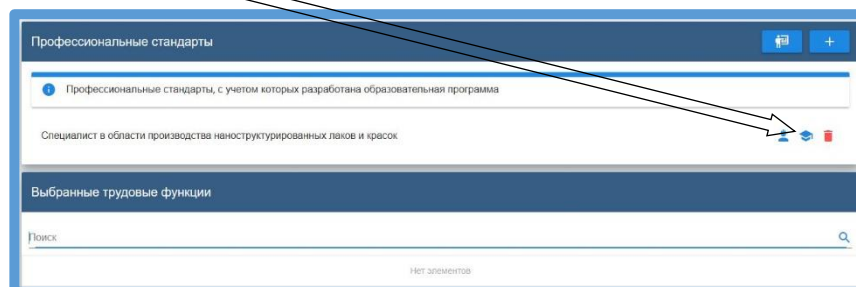 Профессиональные стандарты
Профессиональные стандарты, с учетом которых разработана образовательная программа
Специалист в области производства наноструктурированных лаков и красок
Выбранные трудовые функции
Поиск
Нет элементов